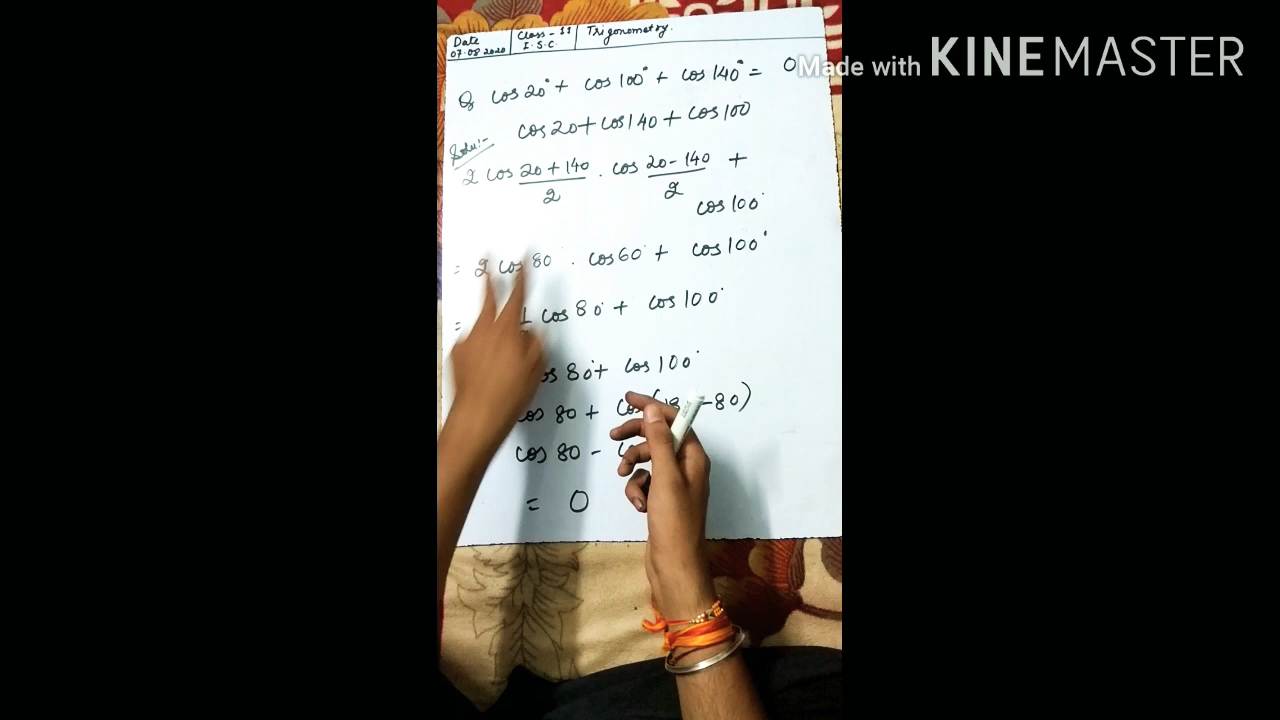 Date
07.08.2020
Class - 11
I.S.C.
Trigonometry.
Q cos 20° + cos 100° + cos 140° = 0
Made with KINEMASTER
Solu:- cos 20 + cos 140 + cos 100
2 cos 20 + 140 / 2 . cos 20 - 140 / 2 +
cos 100°
= 2 cos 80 . cos 60° + cos 100°
= cos 80° + cos 100°
cos 80° + cos 100°
cos 80 + - 80)
cos 80 -
= 0